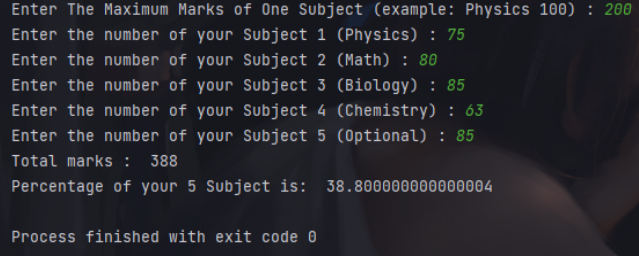 Enter The Maximum Marks of One Subject (example: Physics 100) : 200
Enter the number of your Subject 1 (Physics) : 75
Enter the number of your Subject 2 (Math) : 80
Enter the number of your Subject 3 (Biology) : 85
Enter the number of your Subject 4 (Chemistry) : 63
Enter the number of your Subject 5 (Optional) : 85
Total marks :  388
Percentage of your 5 Subject is:  38.800000000000004
Process finished with exit code 0